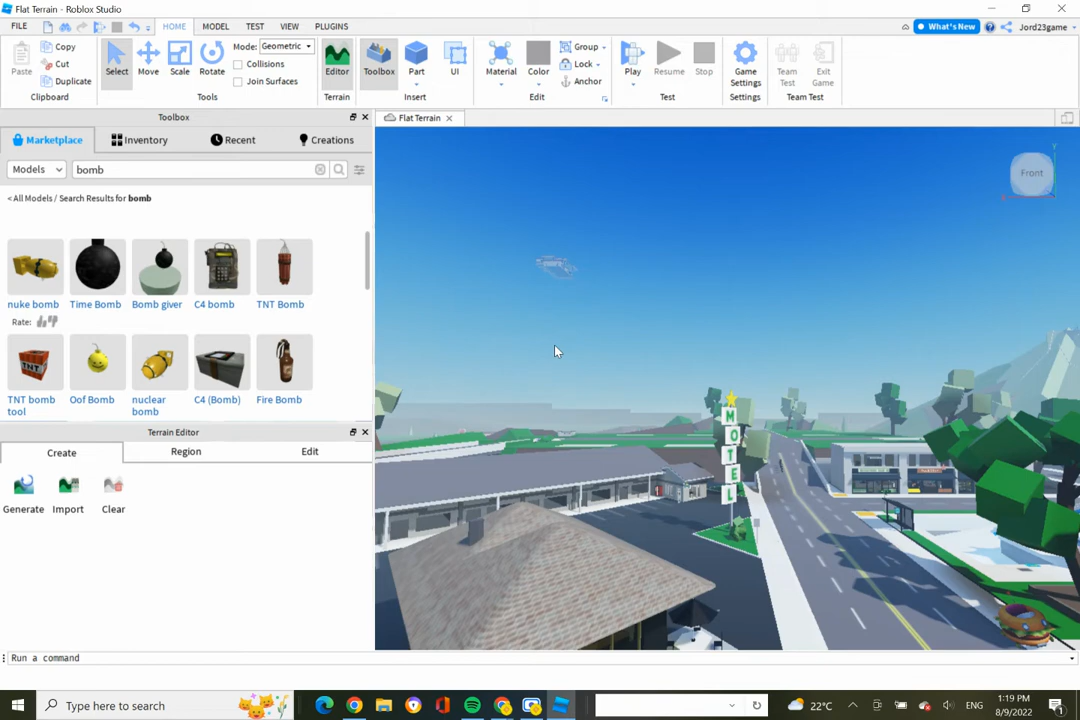 Flat Terrain - Roblox Studio
FILE HOME MODEL TEST VIEW PLUGINS
What's New Jord23game
Paste Copy Cut Duplicate
Clipboard
Select Move Scale Rotate
Mode: Geometric
Collisions
Join Surfaces
Tools
Editor
Terrain
Toolbox Part UI
Insert
Material Color Group Lock Anchor
Edit
Play Resume Stop
Test
Game Settings
Settings
Team Test Exit Game
Team Test
Toolbox
Marketplace Inventory Recent Creations
Models bomb
< All Models / Search Results for bomb
nuke bomb Time Bomb Bomb giver C4 bomb TNT Bomb
Rate:
TNT
TNT bomb tool Oof Bomb nuclear bomb C4 (Bomb) Fire Bomb
Terrain Editor
Create Region Edit
Generate Import Clear
Flat Terrain
Front
Y
MOTEL
Run a command
Type here to search
22°C
ENG
1:19 PM
8/9/2022
1